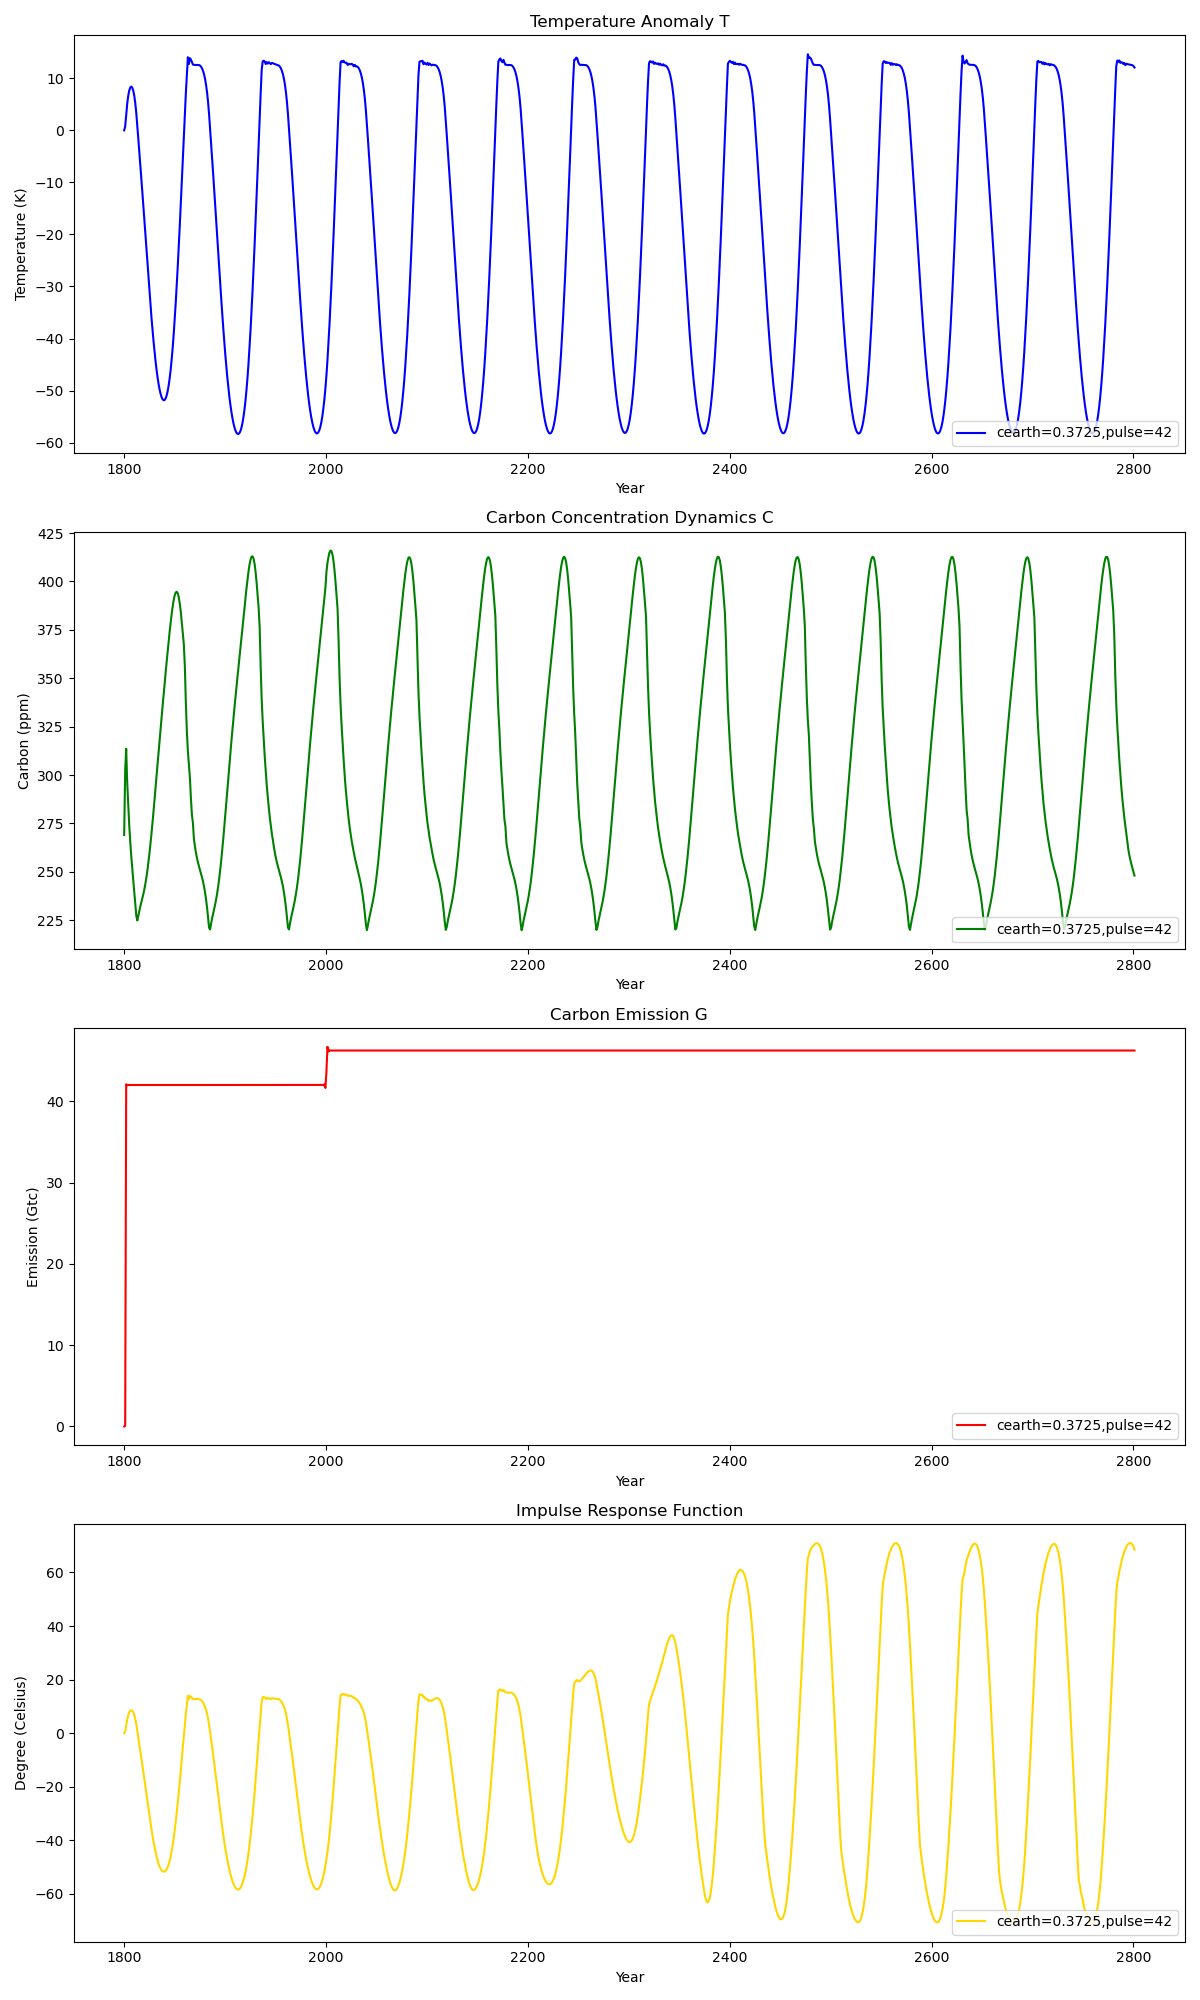 Temperature Anomaly T
Temperature (K)
10
0
−10
−20
−30
−40
−50
−60
cearth=0.3725,pulse=42
1800 2000 2200 2400 2600 2800
Year
Carbon Concentration Dynamics C
Carbon (ppm)
425
400
375
350
325
300
275
250
225
cearth=0.3725,pulse=42
1800 2000 2200 2400 2600 2800
Year
Carbon Emission G
Emission (Gtc)
40
30
20
10
0
cearth=0.3725,pulse=42
1800 2000 2200 2400 2600 2800
Year
Impulse Response Function
Degree (Celsius)
60
40
20
0
−20
−40
−60
cearth=0.3725,pulse=42
1800 2000 2200 2400 2600 2800
Year